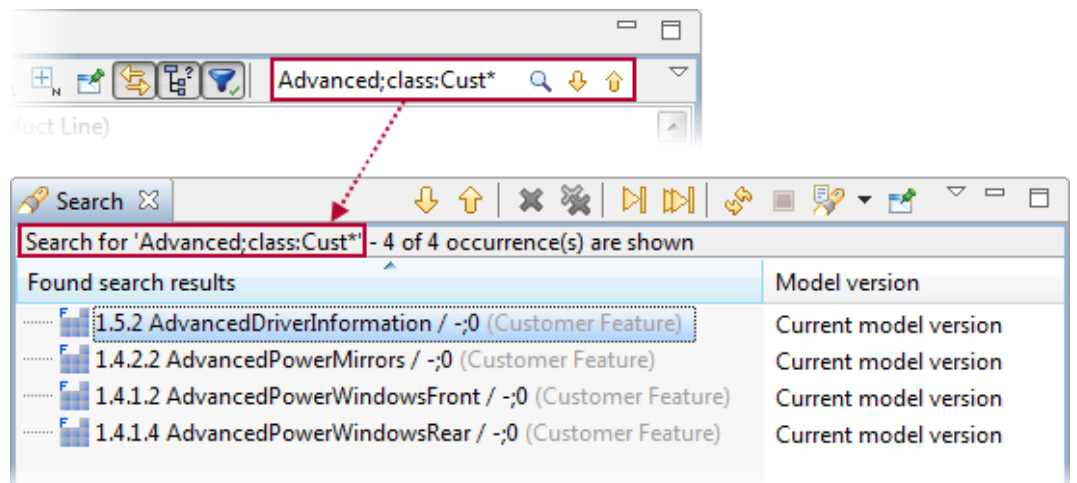 Advanced;class:Cust*
duct Line)
Search
Search for 'Advanced;class:Cust*' - 4 of 4 occurrence(s) are shown
Found search results Model version
1.5.2 AdvancedDriverInformation / -;0 (Customer Feature) Current model version
1.4.2.2 AdvancedPowerMirrors / -;0 (Customer Feature) Current model version
1.4.1.2 AdvancedPowerWindowsFront / -;0 (Customer Feature) Current model version
1.4.1.4 AdvancedPowerWindowsRear / -;0 (Customer Feature) Current model version